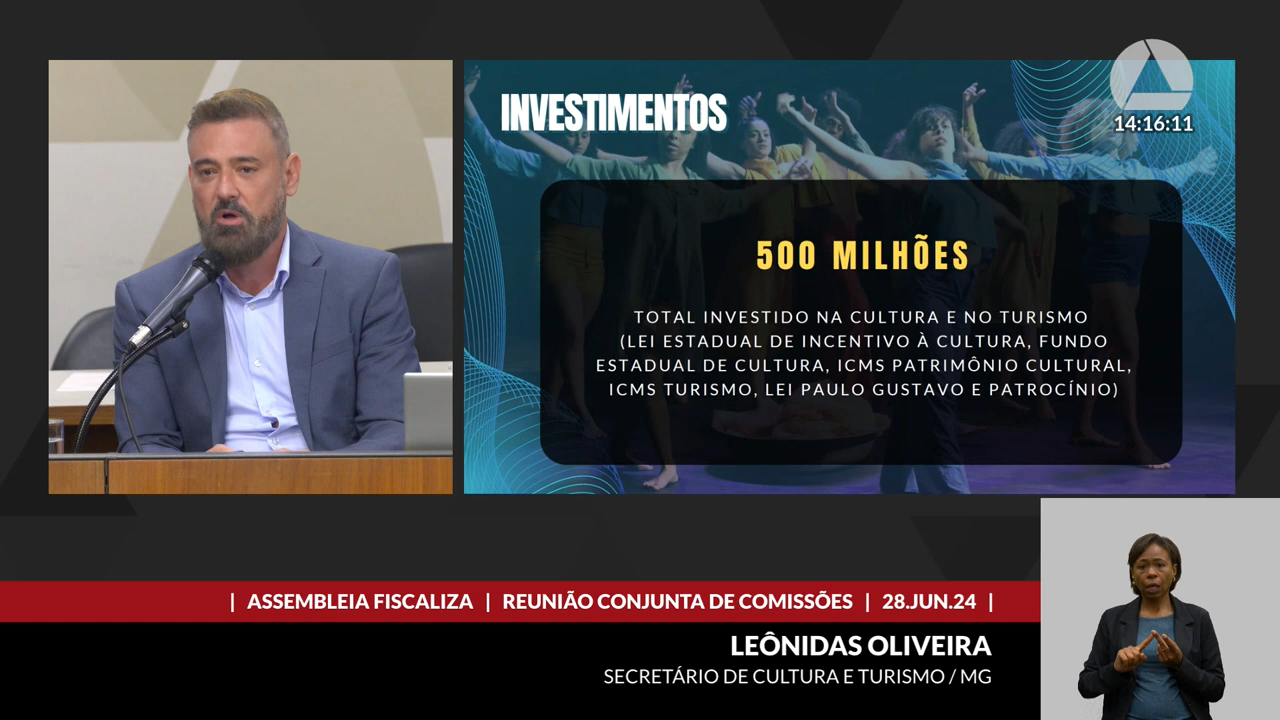 INVESTIMENTOS
14:16:11
500 MILHÕES
TOTAL INVESTIDO NA CULTURA E NO TURISMO
(LEI ESTADUAL DE INCENTIVO À CULTURA, FUNDO
ESTADUAL DE CULTURA, ICMS PATRIMÔNIO CULTURAL,
ICMS TURISMO, LEI PAULO GUSTAVO E PATROCÍNIO)
| ASSEMBLEIA FISCALIZA | REUNIÃO CONJUNTA DE COMISSÕES | 28.JUN.24 |
LEÔNIDAS OLIVEIRA
SECRETÁRIO DE CULTURA E TURISMO / MG